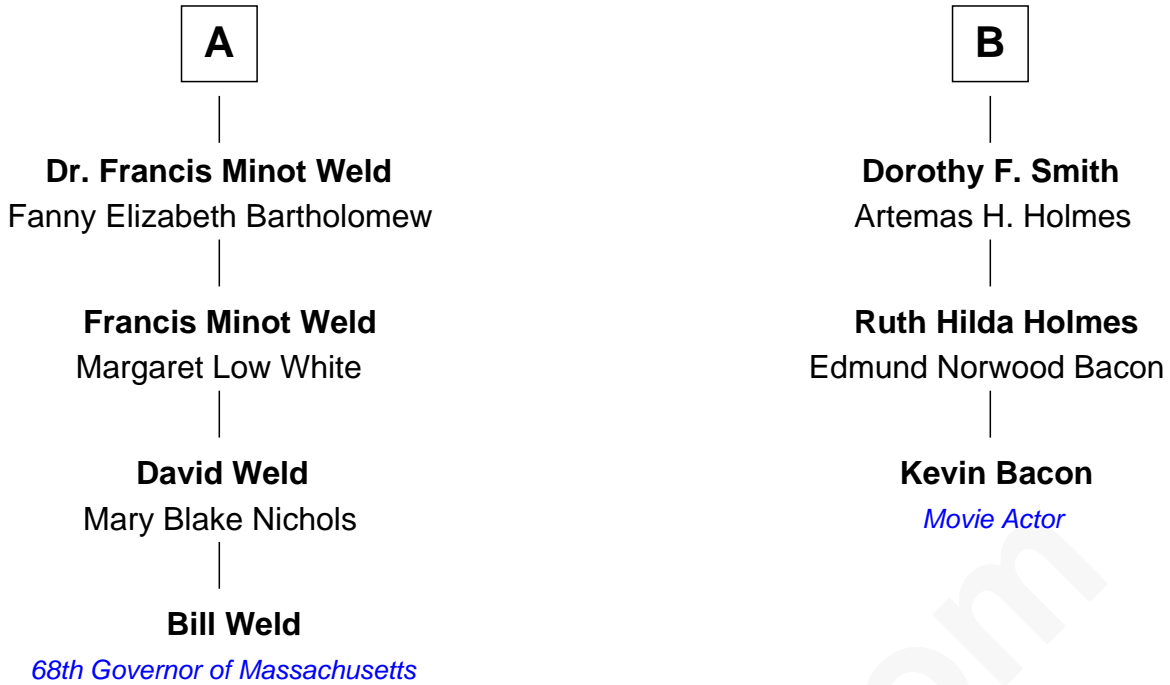 A
Dr. Francis Minot Weld
Fanny Elizabeth Bartholomew
Francis Minot Weld
Margaret Low White
David Weld
Mary Blake Nichols
Bill Weld
68th Governor of Massachusetts
B
Dorothy F. Smith
Artemas H. Holmes
Ruth Hilda Holmes
Edmund Norwood Bacon
Kevin Bacon
Movie Actor
om